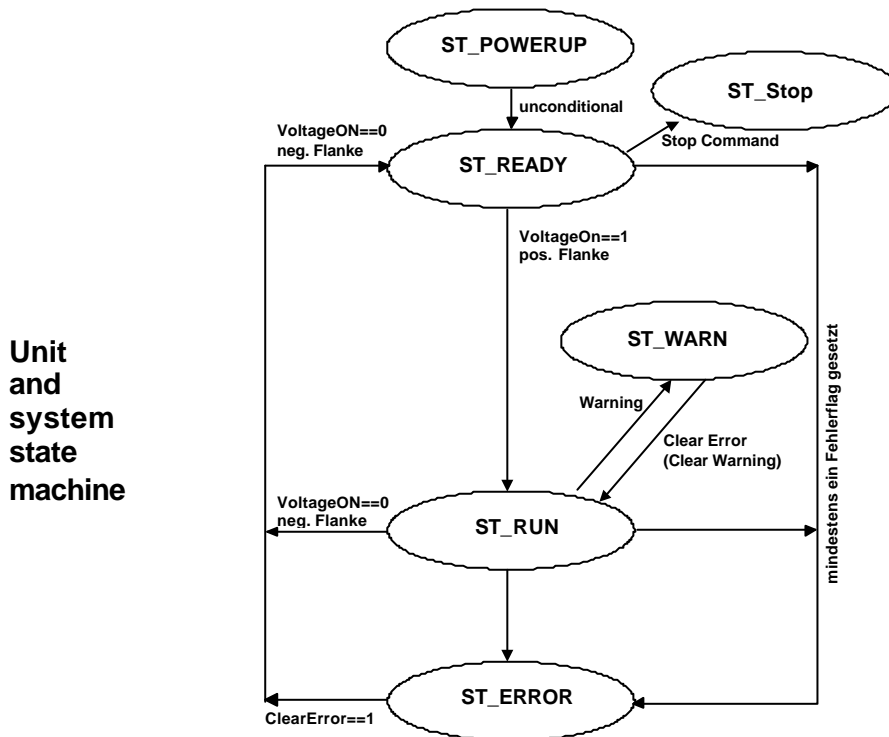 ST_POWERUP
ST_Stop
unconditional
VoltageON==0
neg. Flanke
Stop Command
ST_READY
VoltageOn==1
pos. Flanke
Unit
and
system
state
machine
ST_WARN
mindestens ein Fehlerflag gesetzt
Warning
Clear Error
(Clear Warning)
VoltageON==0
neg. Flanke
ST_RUN
ST_ERROR
ClearError==1